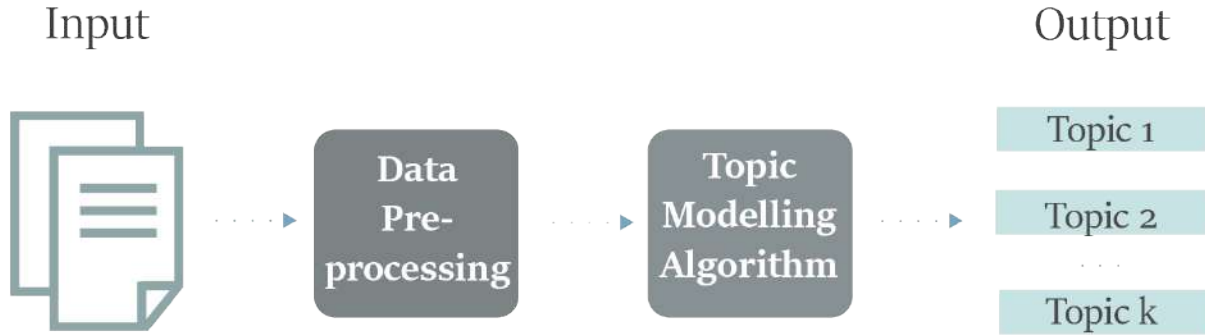 Input
Output
Data
Pre-
processing
Topic
Modelling
Algorithm
Topic 1
Topic 2
. . .
Topic k